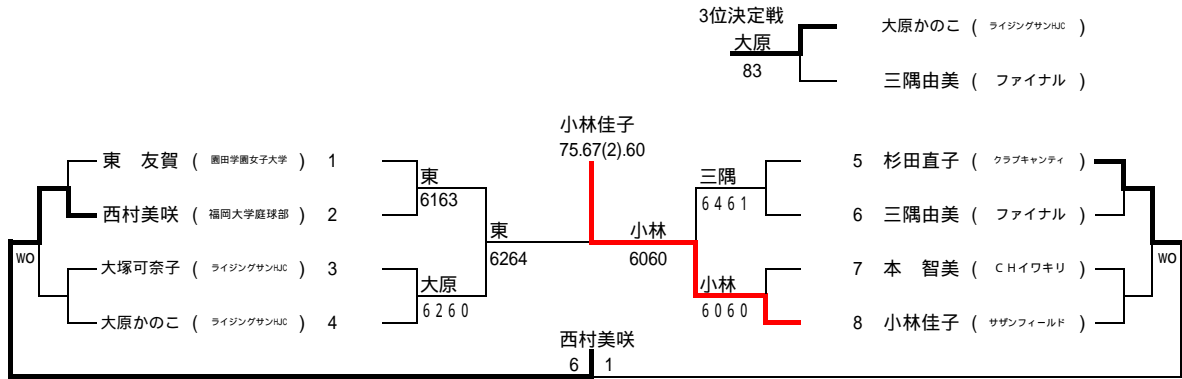 3位決定戦
大原かのこ ( ライジングサンHJC )
大原
83
三隅由美 ( ファイナル )
小林佳子
75.67(2).60
東 友賀 ( 園田学園女子大学 ) 1
東
6163
西村美咲 ( 福岡大学庭球部 ) 2
東
6264
WO
大塚可奈子 ( ライジングサンHJC ) 3
大原
6260
大原かのこ ( ライジングサンHJC ) 4
5 杉田直子 ( クラブキャンティ )
三隅
6461
6 三隅由美 ( ファイナル )
小林
6060
WO
7 本 智美 ( CHイワキリ )
小林
6060
8 小林佳子 ( サザンフィールド )
西村美咲
6 1